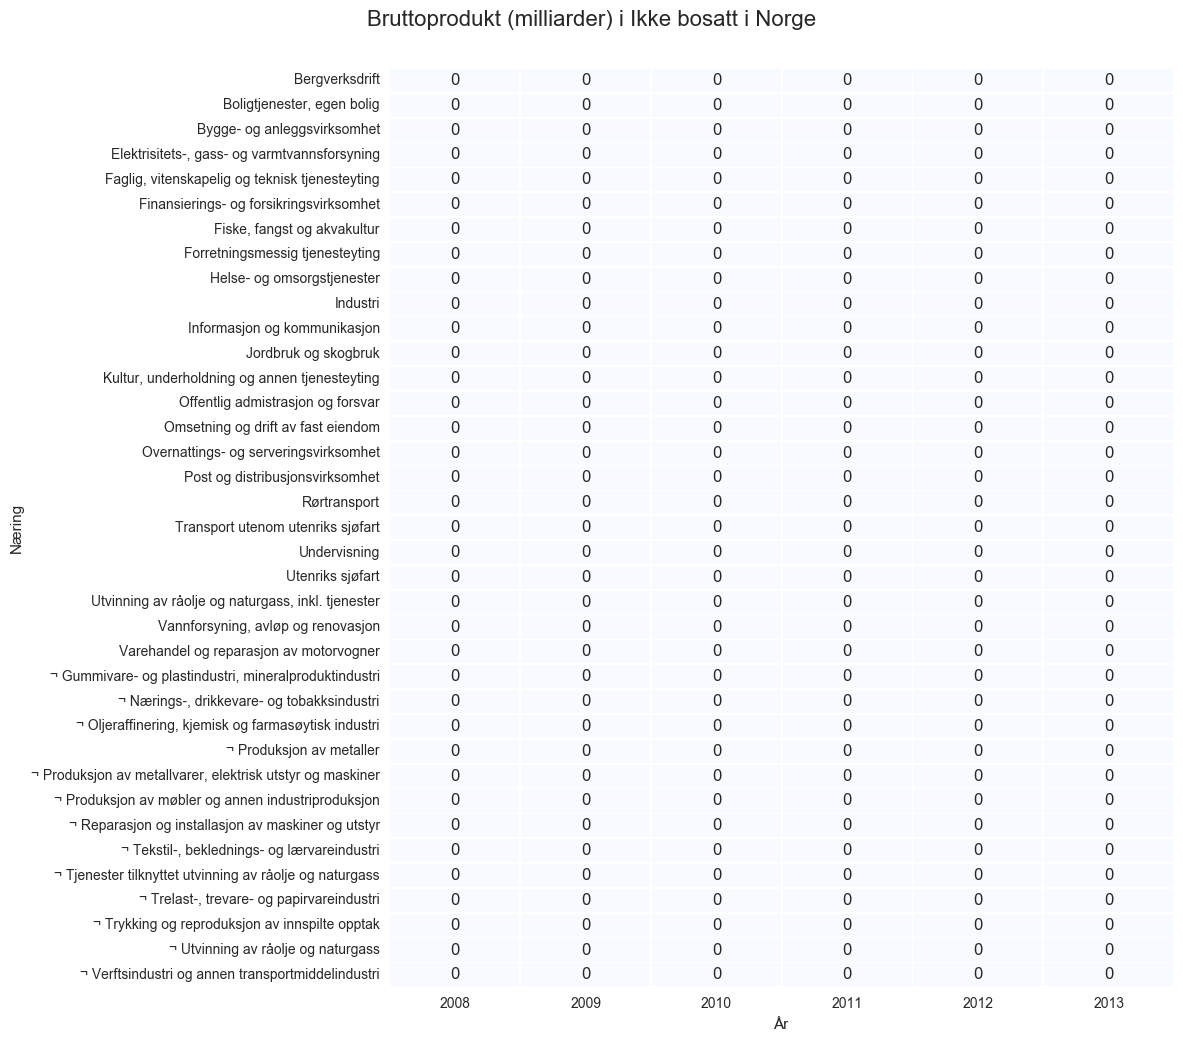 Bruttoprodukt (milliarder) i Ikke bosatt i Norge
Næring
Bergverksdrift 0 0 0 0 0 0
Boligtjenester, egen bolig 0 0 0 0 0 0
Bygge- og anleggsvirksomhet 0 0 0 0 0 0
Elektrisitets-, gass- og varmtvannsforsyning 0 0 0 0 0 0
Faglig, vitenskapelig og teknisk tjenesteyting 0 0 0 0 0 0
Finansierings- og forsikringsvirksomhet 0 0 0 0 0 0
Fiske, fangst og akvakultur 0 0 0 0 0 0
Forretningsmessig tjenesteyting 0 0 0 0 0 0
Helse- og omsorgstjenester 0 0 0 0 0 0
Industri 0 0 0 0 0 0
Informasjon og kommunikasjon 0 0 0 0 0 0
Jordbruk og skogbruk 0 0 0 0 0 0
Kultur, underholdning og annen tjenesteyting 0 0 0 0 0 0
Offentlig admistrasjon og forsvar 0 0 0 0 0 0
Omsetning og drift av fast eiendom 0 0 0 0 0 0
Overnattings- og serveringsvirksomhet 0 0 0 0 0 0
Post og distribusjonsvirksomhet 0 0 0 0 0 0
Rørtransport 0 0 0 0 0 0
Transport utenom utenriks sjøfart 0 0 0 0 0 0
Undervisning 0 0 0 0 0 0
Utenriks sjøfart 0 0 0 0 0 0
Utvinning av råolje og naturgass, inkl. tjenester 0 0 0 0 0 0
Vannforsyning, avløp og renovasjon 0 0 0 0 0 0
Varehandel og reparasjon av motorvogner 0 0 0 0 0 0
¬ Gummivare- og plastindustri, mineralproduktindustri 0 0 0 0 0 0
¬ Nærings-, drikkevare- og tobakksindustri 0 0 0 0 0 0
¬ Oljeraffinering, kjemisk og farmasøytisk industri 0 0 0 0 0 0
¬ Produksjon av metaller 0 0 0 0 0 0
¬ Produksjon av metallvarer, elektrisk utstyr og maskiner 0 0 0 0 0 0
¬ Produksjon av møbler og annen industriproduksjon 0 0 0 0 0 0
¬ Reparasjon og installasjon av maskiner og utstyr 0 0 0 0 0 0
¬ Tekstil-, beklednings- og lærvareindustri 0 0 0 0 0 0
¬ Tjenester tilknyttet utvinning av råolje og naturgass 0 0 0 0 0 0
¬ Trelast-, trevare- og papirvareindustri 0 0 0 0 0 0
¬ Trykking og reproduksjon av innspilte opptak 0 0 0 0 0 0
¬ Utvinning av råolje og naturgass 0 0 0 0 0 0
¬ Verftsindustri og annen transportmiddelindustri 0 0 0 0 0 0
2008 2009 2010 2011 2012 2013
År